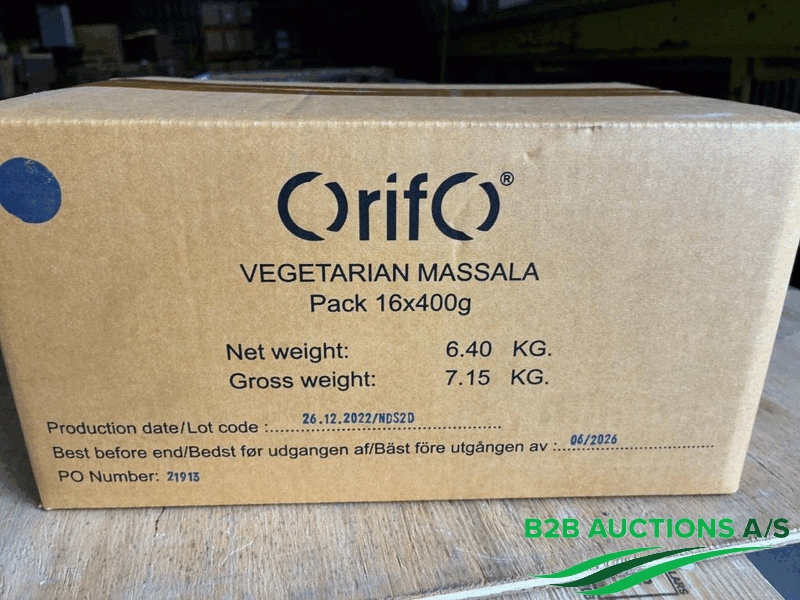 OrifO®
VEGETARIAN MASSALA
Pack 16x400g
Net weight: 6.40 KG.
Gross weight: 7.15 KG.
Production date/Lot code :..........26.12.2022/NDS2D..........
Best before end/Bedst før udgangen af/Bäst före utgången av :..06/2026..........
PO Number: 21913
B2B AUCTIONS A/S
LARS